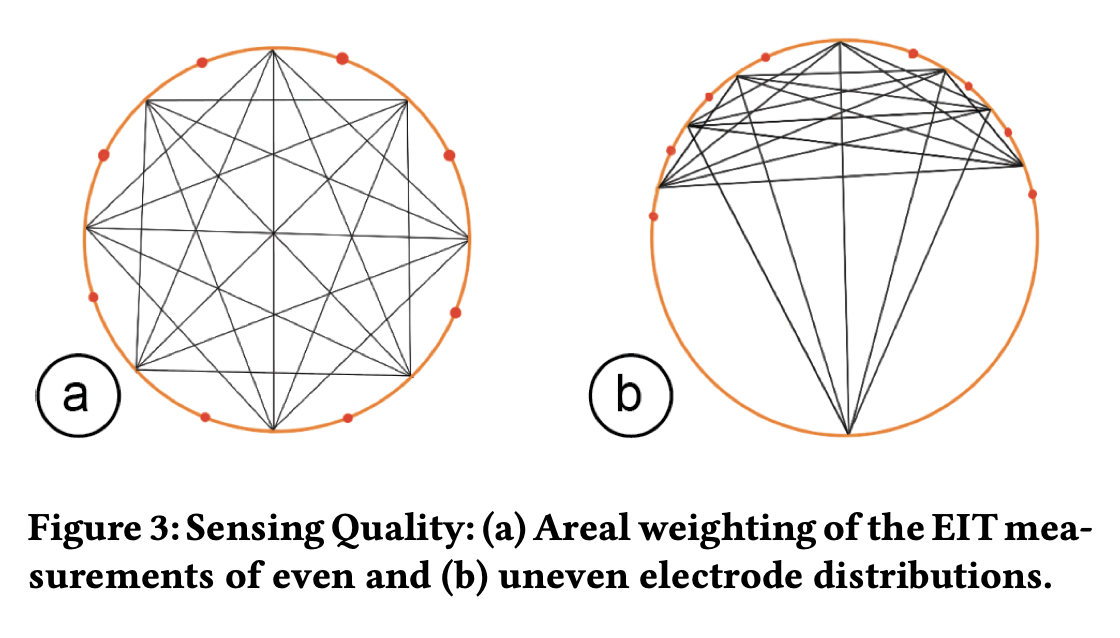 a
b
Figure 3: Sensing Quality: (a) Areal weighting of the EIT mea-
surements of even and (b) uneven electrode distributions.